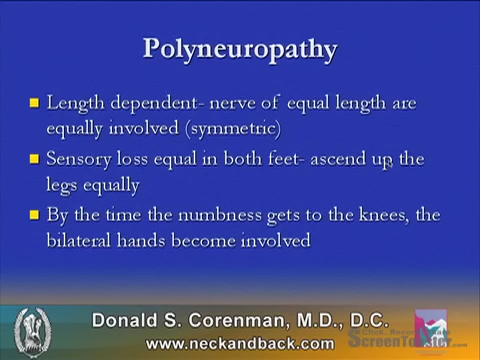 Polyneuropathy
Length dependent- nerve of equal length are
equally involved (symmetric)
Sensory loss equal in both feet- ascend up the
legs equally
By the time the numbness gets to the knees, the
bilateral hands become involved
Donald S. Corenman, M.D., D.C.
www.neckandback.com